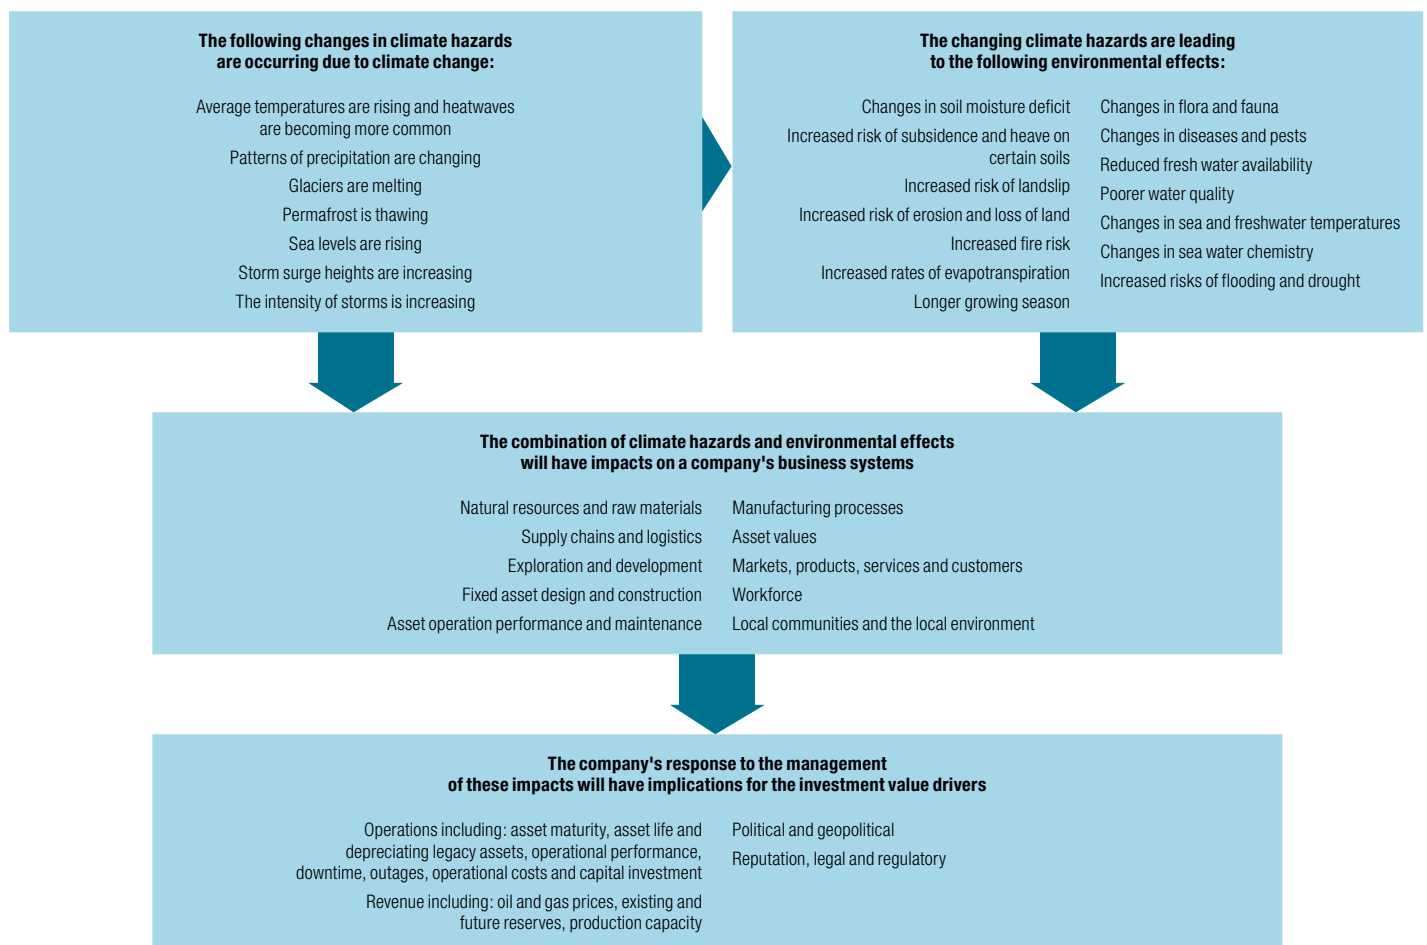 The following changes in climate hazards
are occurring due to climate change:
Average temperatures are rising and heatwaves
are becoming more common
Patterns of precipitation are changing
Glaciers are melting
Permafrost is thawing
Sea levels are rising
Storm surge heights are increasing
The intensity of storms is increasing
The changing climate hazards are leading
to the following environmental effects:
Changes in soil moisture deficit
Increased risk of subsidence and heave on
certain soils
Increased risk of landslip
Increased risk of erosion and loss of land
Increased fire risk
Increased rates of evapotranspiration
Longer growing season
Changes in flora and fauna
Changes in diseases and pests
Reduced fresh water availability
Poorer water quality
Changes in sea and freshwater temperatures
Changes in sea water chemistry
Increased risks of flooding and drought
The combination of climate hazards and environmental effects
will have impacts on a company's business systems
Natural resources and raw materials
Supply chains and logistics
Exploration and development
Fixed asset design and construction
Asset operation performance and maintenance
Manufacturing processes
Asset values
Markets, products, services and customers
Workforce
Local communities and the local environment
The company's response to the management
of these impacts will have implications for the investment value drivers
Operations including: asset maturity, asset life and
depreciating legacy assets, operational performance,
downtime, outages, operational costs and capital investment
Revenue including: oil and gas prices, existing and
future reserves, production capacity
Political and geopolitical
Reputation, legal and regulatory